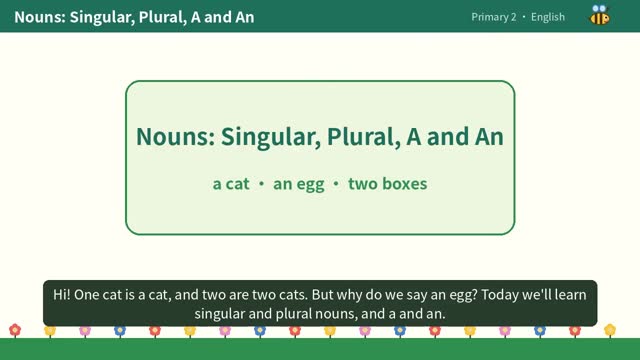 Nouns: Singular, Plural, A and An
Primary 2 • English
Nouns: Singular, Plural, A and An
a cat • an egg • two boxes
Hi! One cat is a cat, and two are two cats. But why do we say an egg? Today we'll learn
singular and plural nouns, and a and an.